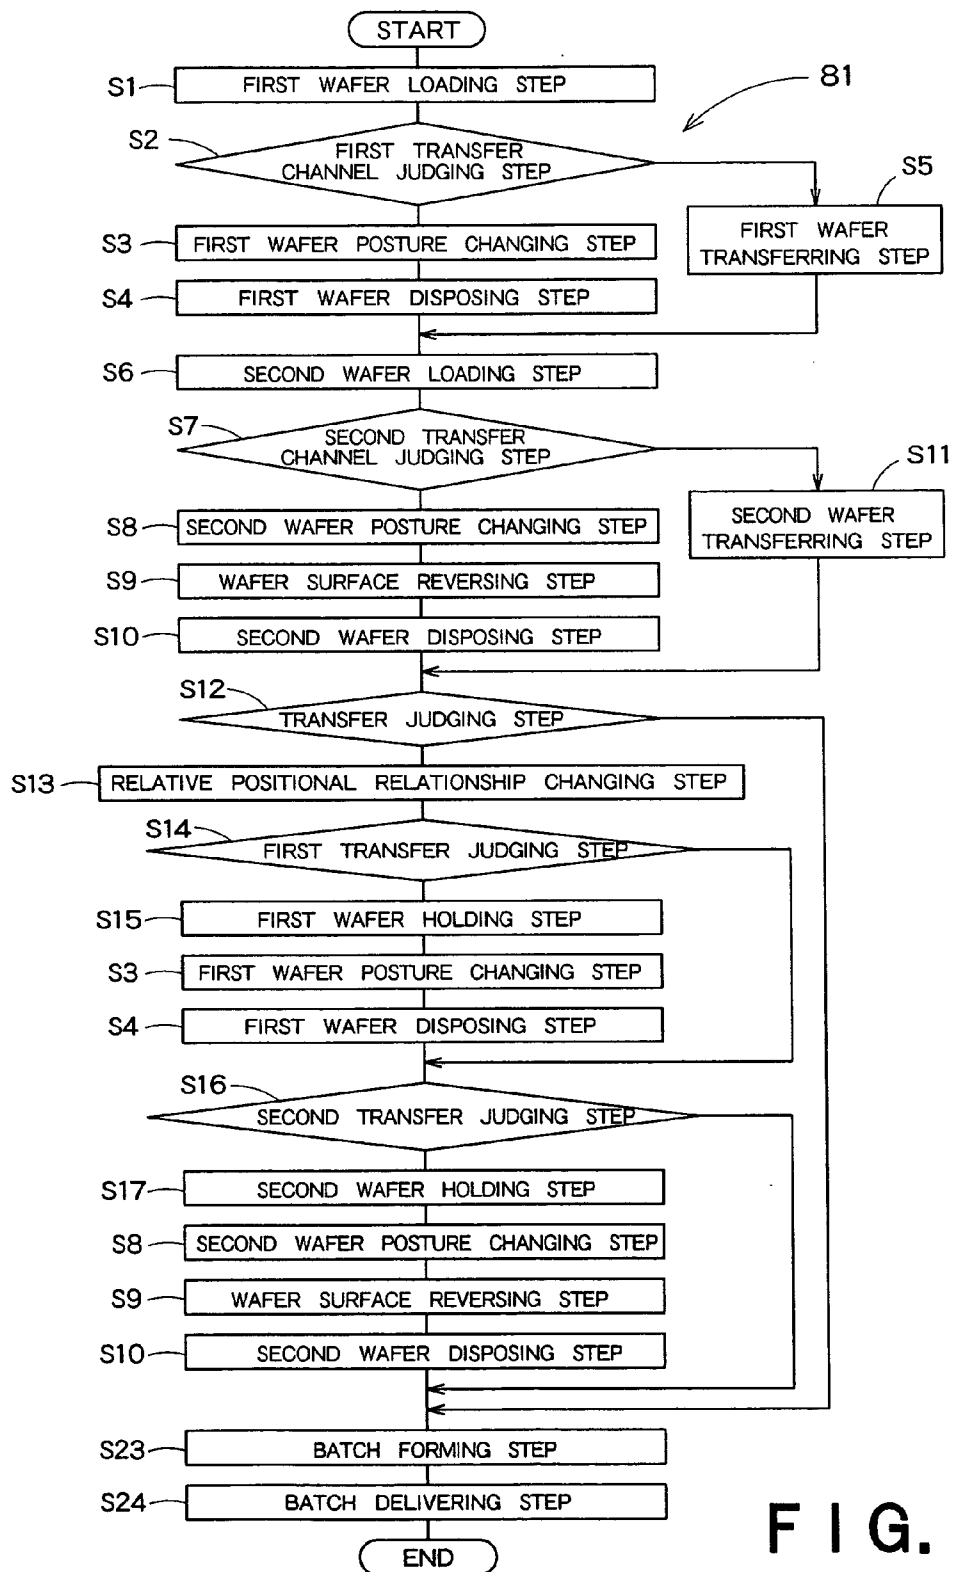 START
S1
FIRST WAFER LOADING STEP
81
S2
FIRST TRANSFER
CHANNEL JUDGING STEP
S5
FIRST WAFER
TRANSFERRING STEP
S3
FIRST WAFER POSTURE CHANGING STEP
S4
FIRST WAFER DISPOSING STEP
S6
SECOND WAFER LOADING STEP
S7
SECOND TRANSFER
CHANNEL JUDGING STEP
S11
SECOND WAFER
TRANSFERRING STEP
S8
SECOND WAFER POSTURE CHANGING STEP
S9
WAFER SURFACE REVERSING STEP
S10
SECOND WAFER DISPOSING STEP
S12
TRANSFER JUDGING STEP
S13
RELATIVE POSITIONAL RELATIONSHIP CHANGING STEP
S14
FIRST TRANSFER JUDGING STEP
S15
FIRST WAFER HOLDING STEP
S3
FIRST WAFER POSTURE CHANGING STEP
S4
FIRST WAFER DISPOSING STEP
S16
SECOND TRANSFER JUDGING STEP
S17
SECOND WAFER HOLDING STEP
S8
SECOND WAFER POSTURE CHANGING STEP
S9
WAFER SURFACE REVERSING STEP
S10
SECOND WAFER DISPOSING STEP
S23
BATCH FORMING STEP
S24
BATCH DELIVERING STEP
END
FIG.